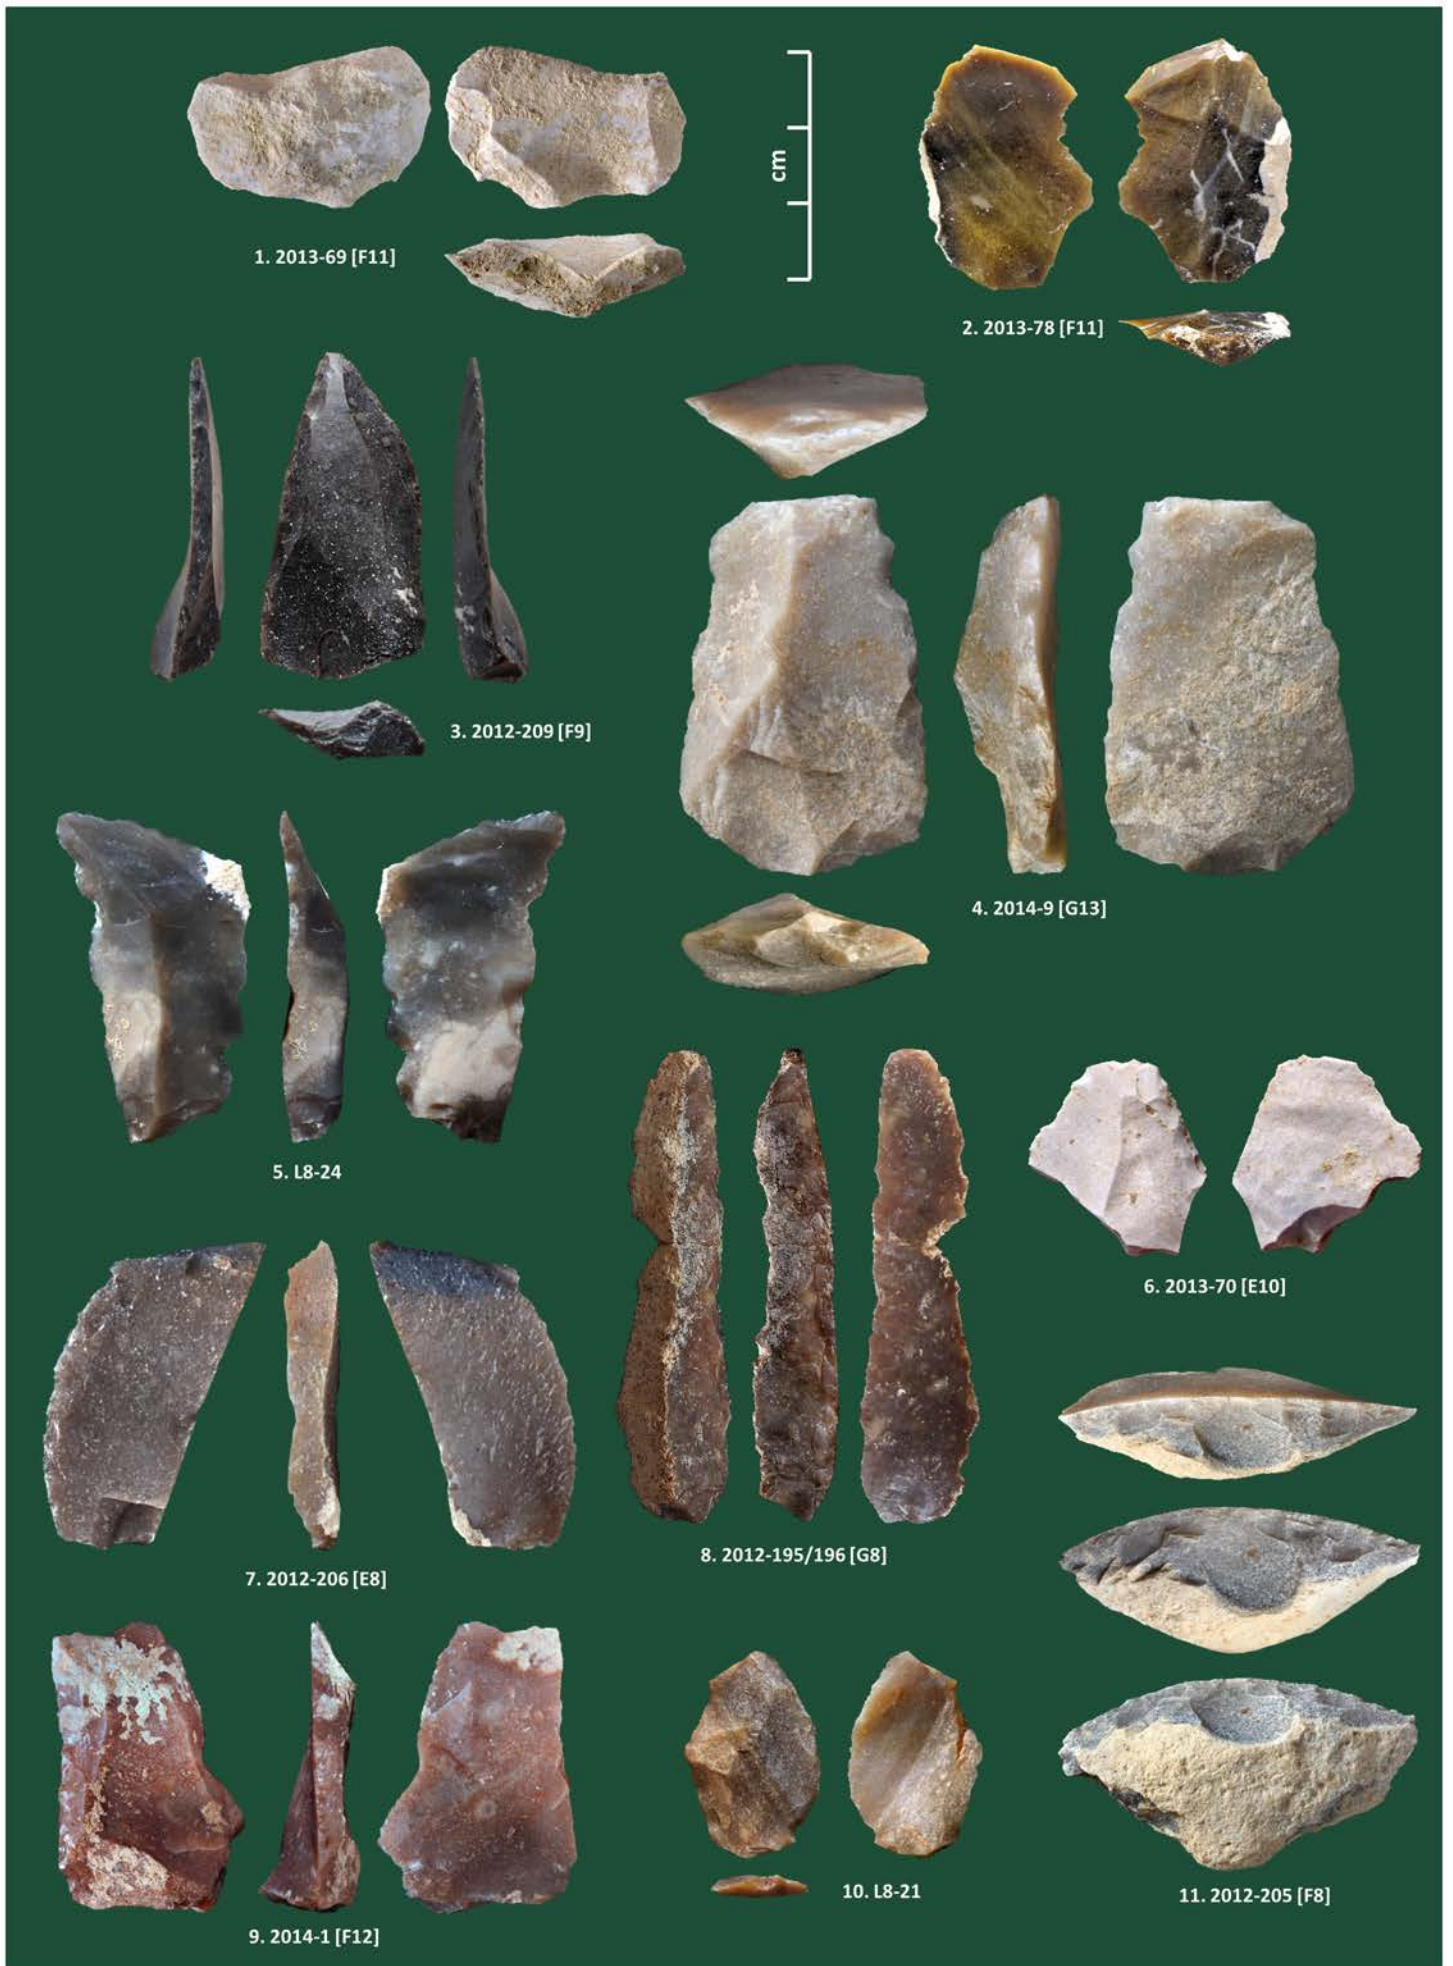 cm
1. 2013-69 [F11]
2. 2013-78 [F11]
3. 2012-209 [F9]
4. 2014-9 [G13]
5. L8-24
6. 2013-70 [E10]
8. 2012-195/196 [G8]
7. 2012-206 [E8]
10. L8-21
11. 2012-205 [F8]
9. 2014-1 [F12]